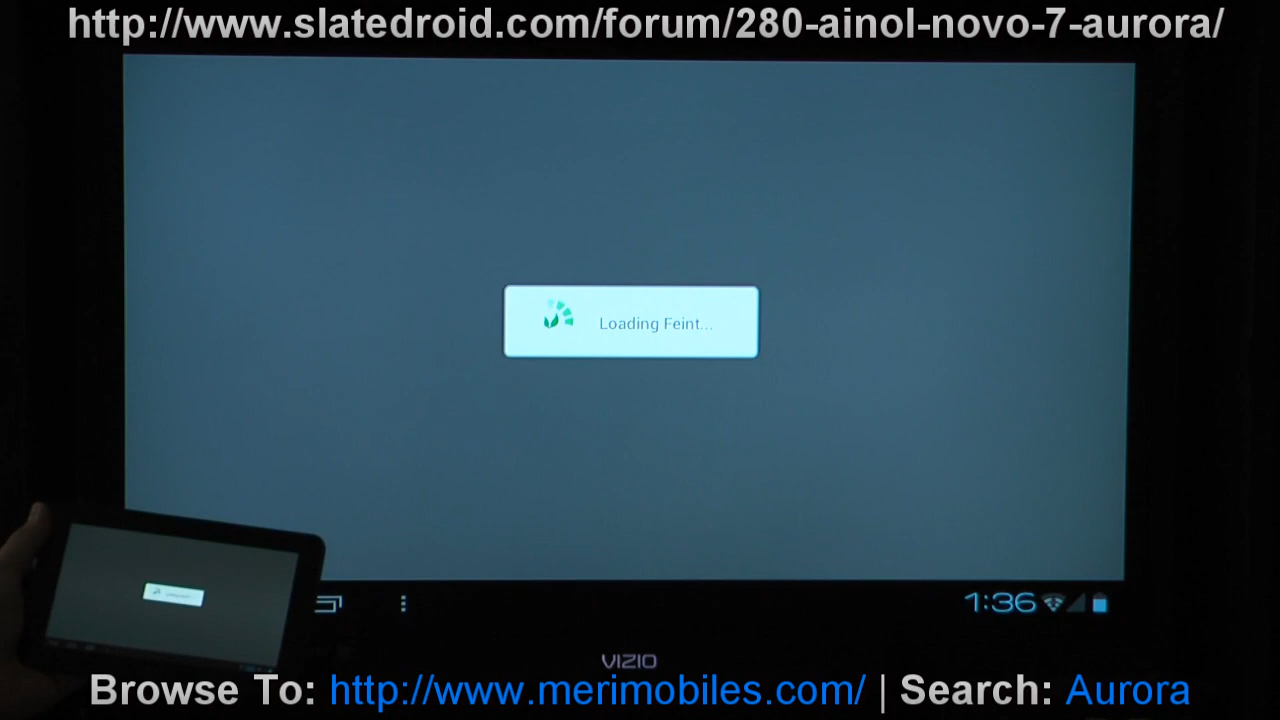 http://www.slatedroid.com/forum/280-ainol-novo-7-aurora/
Loading Feint...
1:36
VIZIO
Browse To: http://www.merimobiles.com/ | Search: Aurora